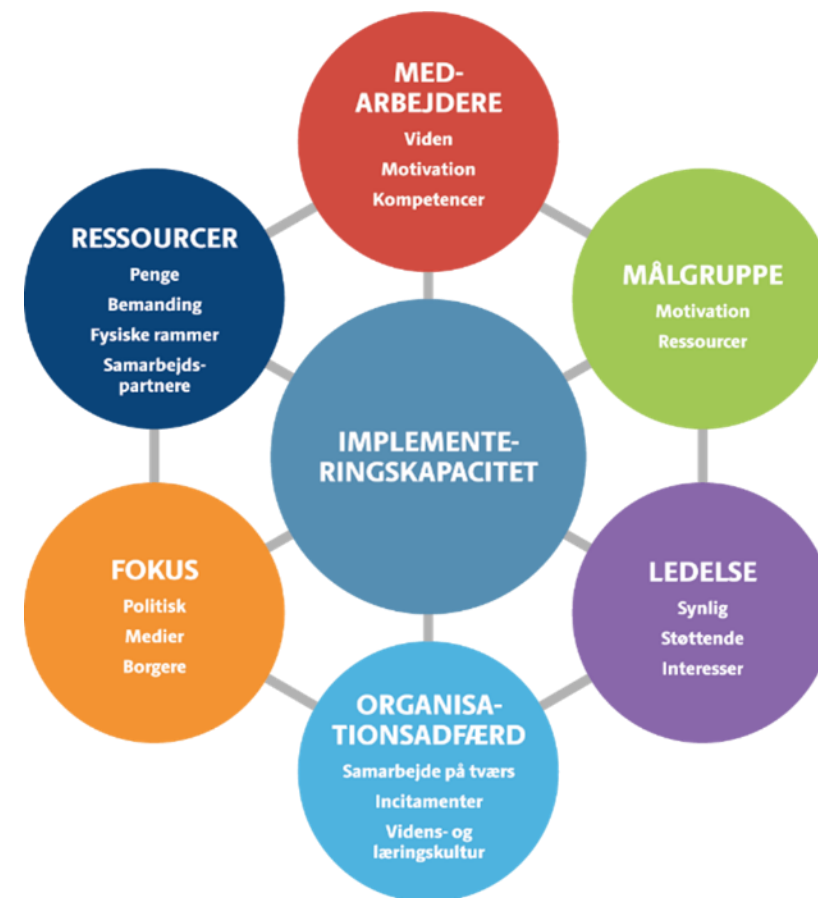 MED-
ARBEJDERE
Viden
Motivation
Kompetencer
RESSOURCER
Penge
Bemanding
Fysiske rammer
Samarbejds-
partnere
MÅLGRUPPE
Motivation
Ressourcer
IMPLEMENTE-
RINGSKAPACITET
FOKUS
Politisk
Medier
Borgere
LEDELSE
Synlig
Støttende
Interesser
ORGANISA-
TIONSADFÆRD
Samarbejde på tværs
Incitamenter
Videns- og
læringskultur